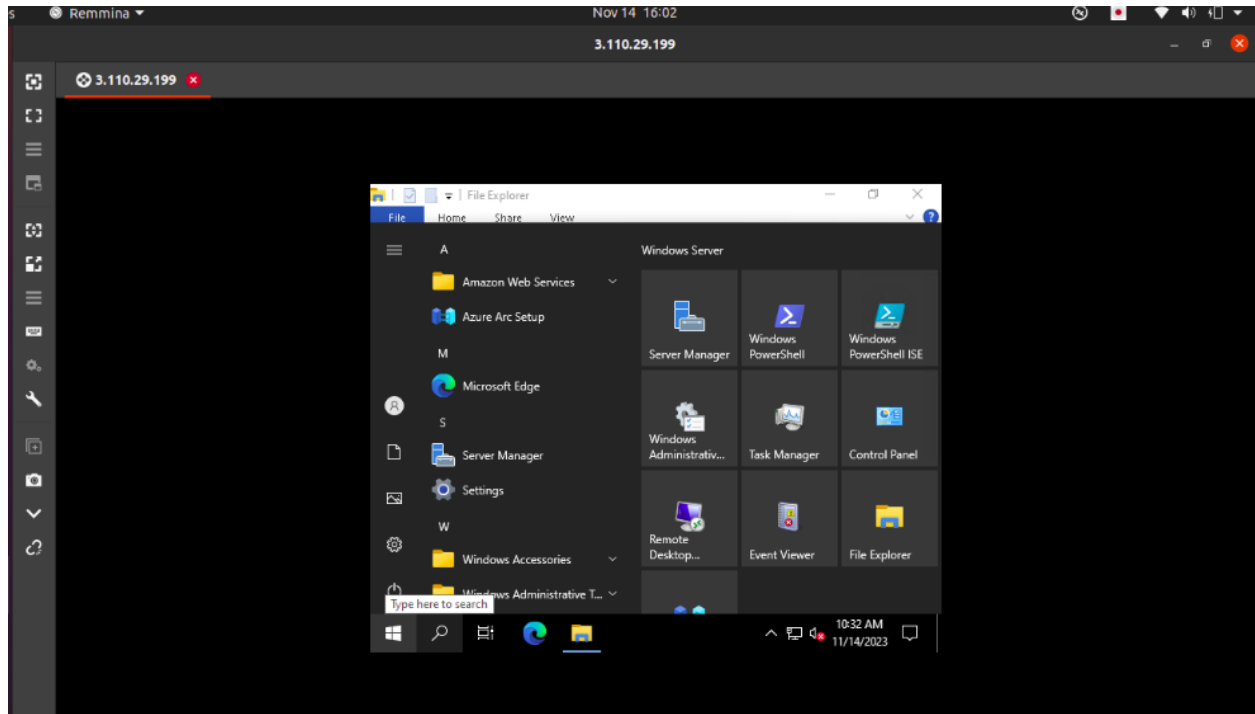 s Remmina Nov 14 16:02
3.110.29.199
3.110.29.199
File Explorer
File Home Share View
A
Amazon Web Services
Azure Arc Setup
M
Microsoft Edge
S
Server Manager
Settings
W
Windows Accessories
Windows Administrative T...
Type here to search
Windows Server
Server Manager
Windows
PowerShell
Windows
PowerShell ISE
Windows
Administrativ...
Task Manager
Control Panel
Remote
Desktop...
Event Viewer
File Explorer
10:32 AM
11/14/2023